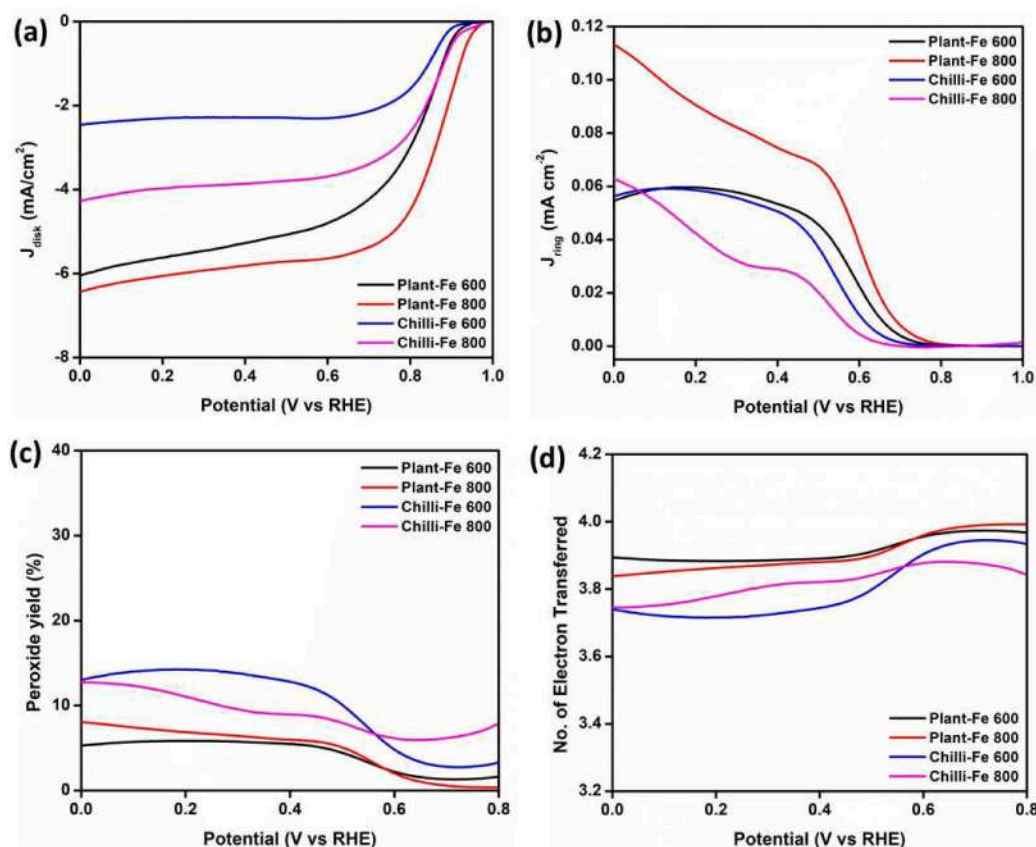 (a)
0
-2
-4
-6
-8
J_disk (mA/cm²)
Plant-Fe 600
Plant-Fe 800
Chilli-Fe 600
Chilli-Fe 800
0.0 0.2 0.4 0.6 0.8 1.0
Potential (V vs RHE)
(b)
0.12
0.10
0.08
0.06
0.04
0.02
0.00
J_ring (mA cm⁻²)
Plant-Fe 600
Plant-Fe 800
Chilli-Fe 600
Chilli-Fe 800
0.0 0.2 0.4 0.6 0.8 1.0
Potential (V vs RHE)
(c)
40
30
20
10
0
Peroxide yield (%)
Plant-Fe 600
Plant-Fe 800
Chilli-Fe 600
Chilli-Fe 800
0.0 0.2 0.4 0.6 0.8
Potential (V vs RHE)
(d)
4.2
4.0
3.8
3.6
3.4
3.2
No. of Electron Transferred
Plant-Fe 600
Plant-Fe 800
Chilli-Fe 600
Chilli-Fe 800
0.0 0.2 0.4 0.6 0.8
Potential (V vs RHE)